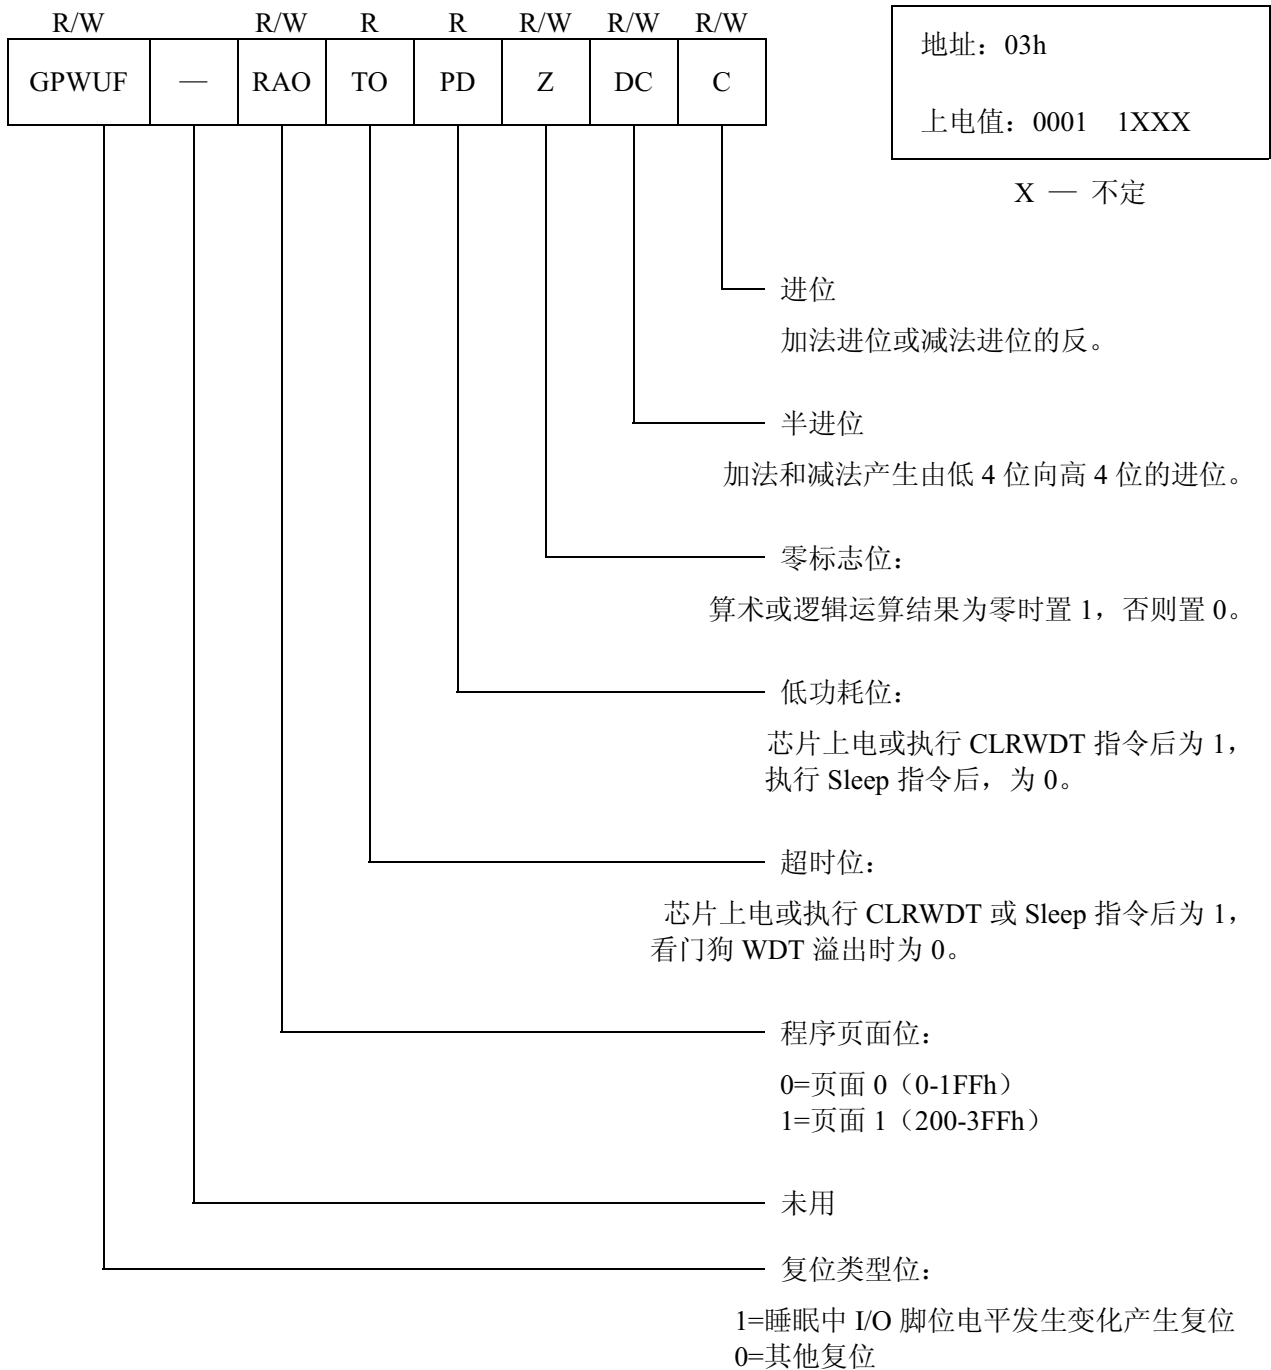 R/W R/W R R R/W R/W R/W
GPWUF — RAO TO PD Z DC C
地址：03h
上电值：0001 1XXX
X — 不定
进位
加法进位或减法进位的反。
半进位
加法和减法产生由低 4 位向高 4 位的进位。
零标志位：
算术或逻辑运算结果为零时置 1，否则置 0。
低功耗位：
芯片上电或执行 CLRWDT 指令后为 1，
执行 Sleep 指令后，为 0。
超时位：
芯片上电或执行 CLRWDT 或 Sleep 指令后为 1，
看门狗 WDT 溢出时为 0。
程序页面位：
0=页面 0（0-1FFh）
1=页面 1（200-3FFh）
未用
复位类型位：
1=睡眠中 I/O 脚位电平发生变化产生复位
0=其他复位